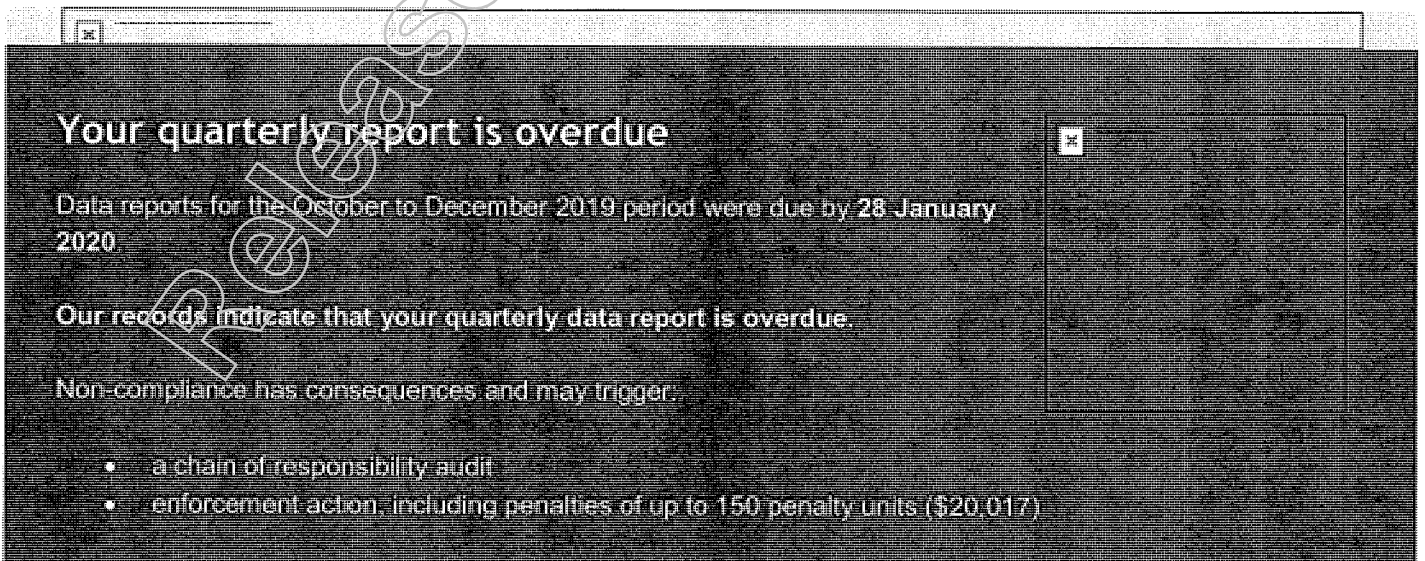 Your quarterly report is overdue
Data reports for the October to December 2019 period were due by 28 January
2020
Our records indicate that your quarterly data report is overdue.
Non-compliance has consequences and may trigger:
• a chain of responsibility audit
• enforcement action, including penalties of up to 150 penalty units ($20,017)
Releas